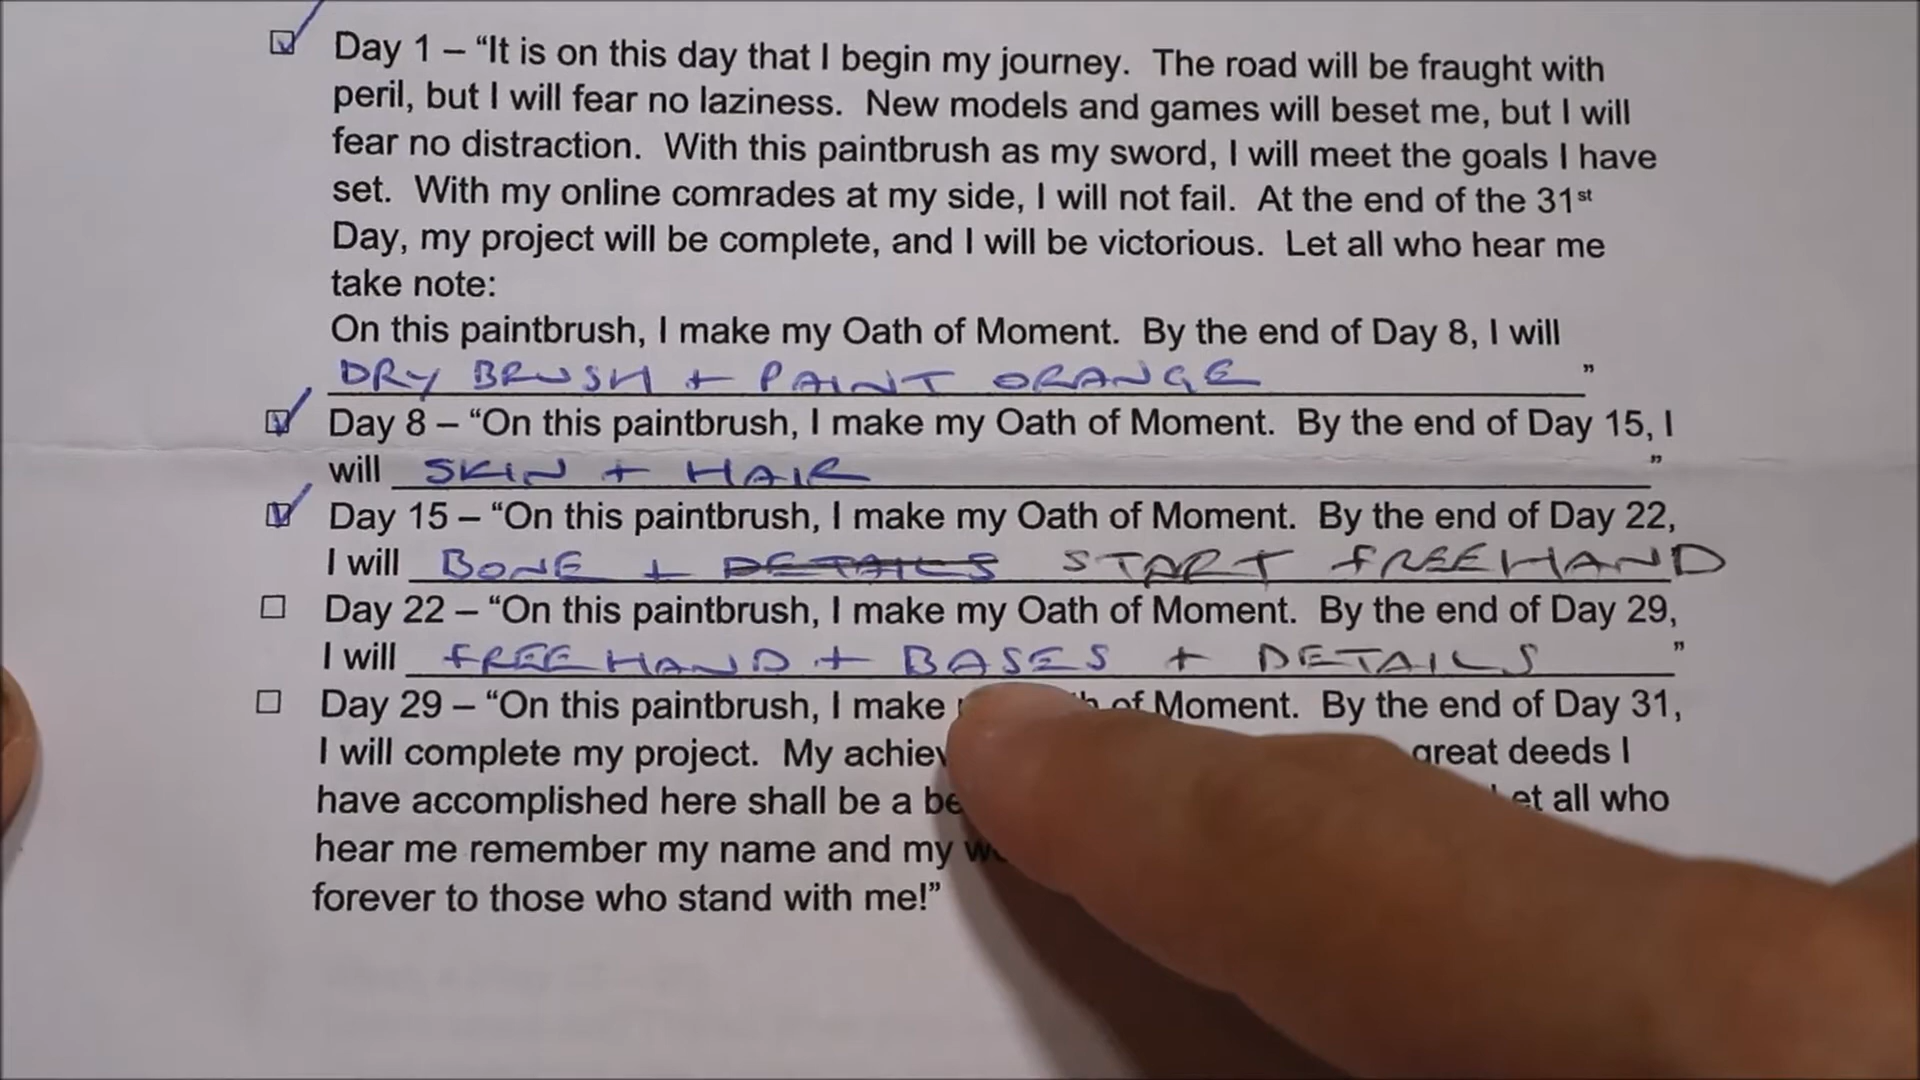 Day 1 – “It is on this day that I begin my journey. The road will be fraught with
peril, but I will fear no laziness. New models and games will beset me, but I will
fear no distraction. With this paintbrush as my sword, I will meet the goals I have
set. With my online comrades at my side, I will not fail. At the end of the 31st
Day, my project will be complete, and I will be victorious. Let all who hear me
take note:
On this paintbrush, I make my Oath of Moment. By the end of Day 8, I will
DRY BRUSH + PAINT ORANGE ”
Day 8 – “On this paintbrush, I make my Oath of Moment. By the end of Day 15, I
will SKIN + HAIR ”
Day 15 – “On this paintbrush, I make my Oath of Moment. By the end of Day 22,
I will BONE + DETAILS START FREEHAND
Day 22 – “On this paintbrush, I make my Oath of Moment. By the end of Day 29,
I will FREEHAND + BASES + DETAILS ”
Day 29 – “On this paintbrush, I make of Moment. By the end of Day 31,
I will complete my project. My great deeds I
have accomplished here shall be a all who
hear me remember my name and my
forever to those who stand with me!”